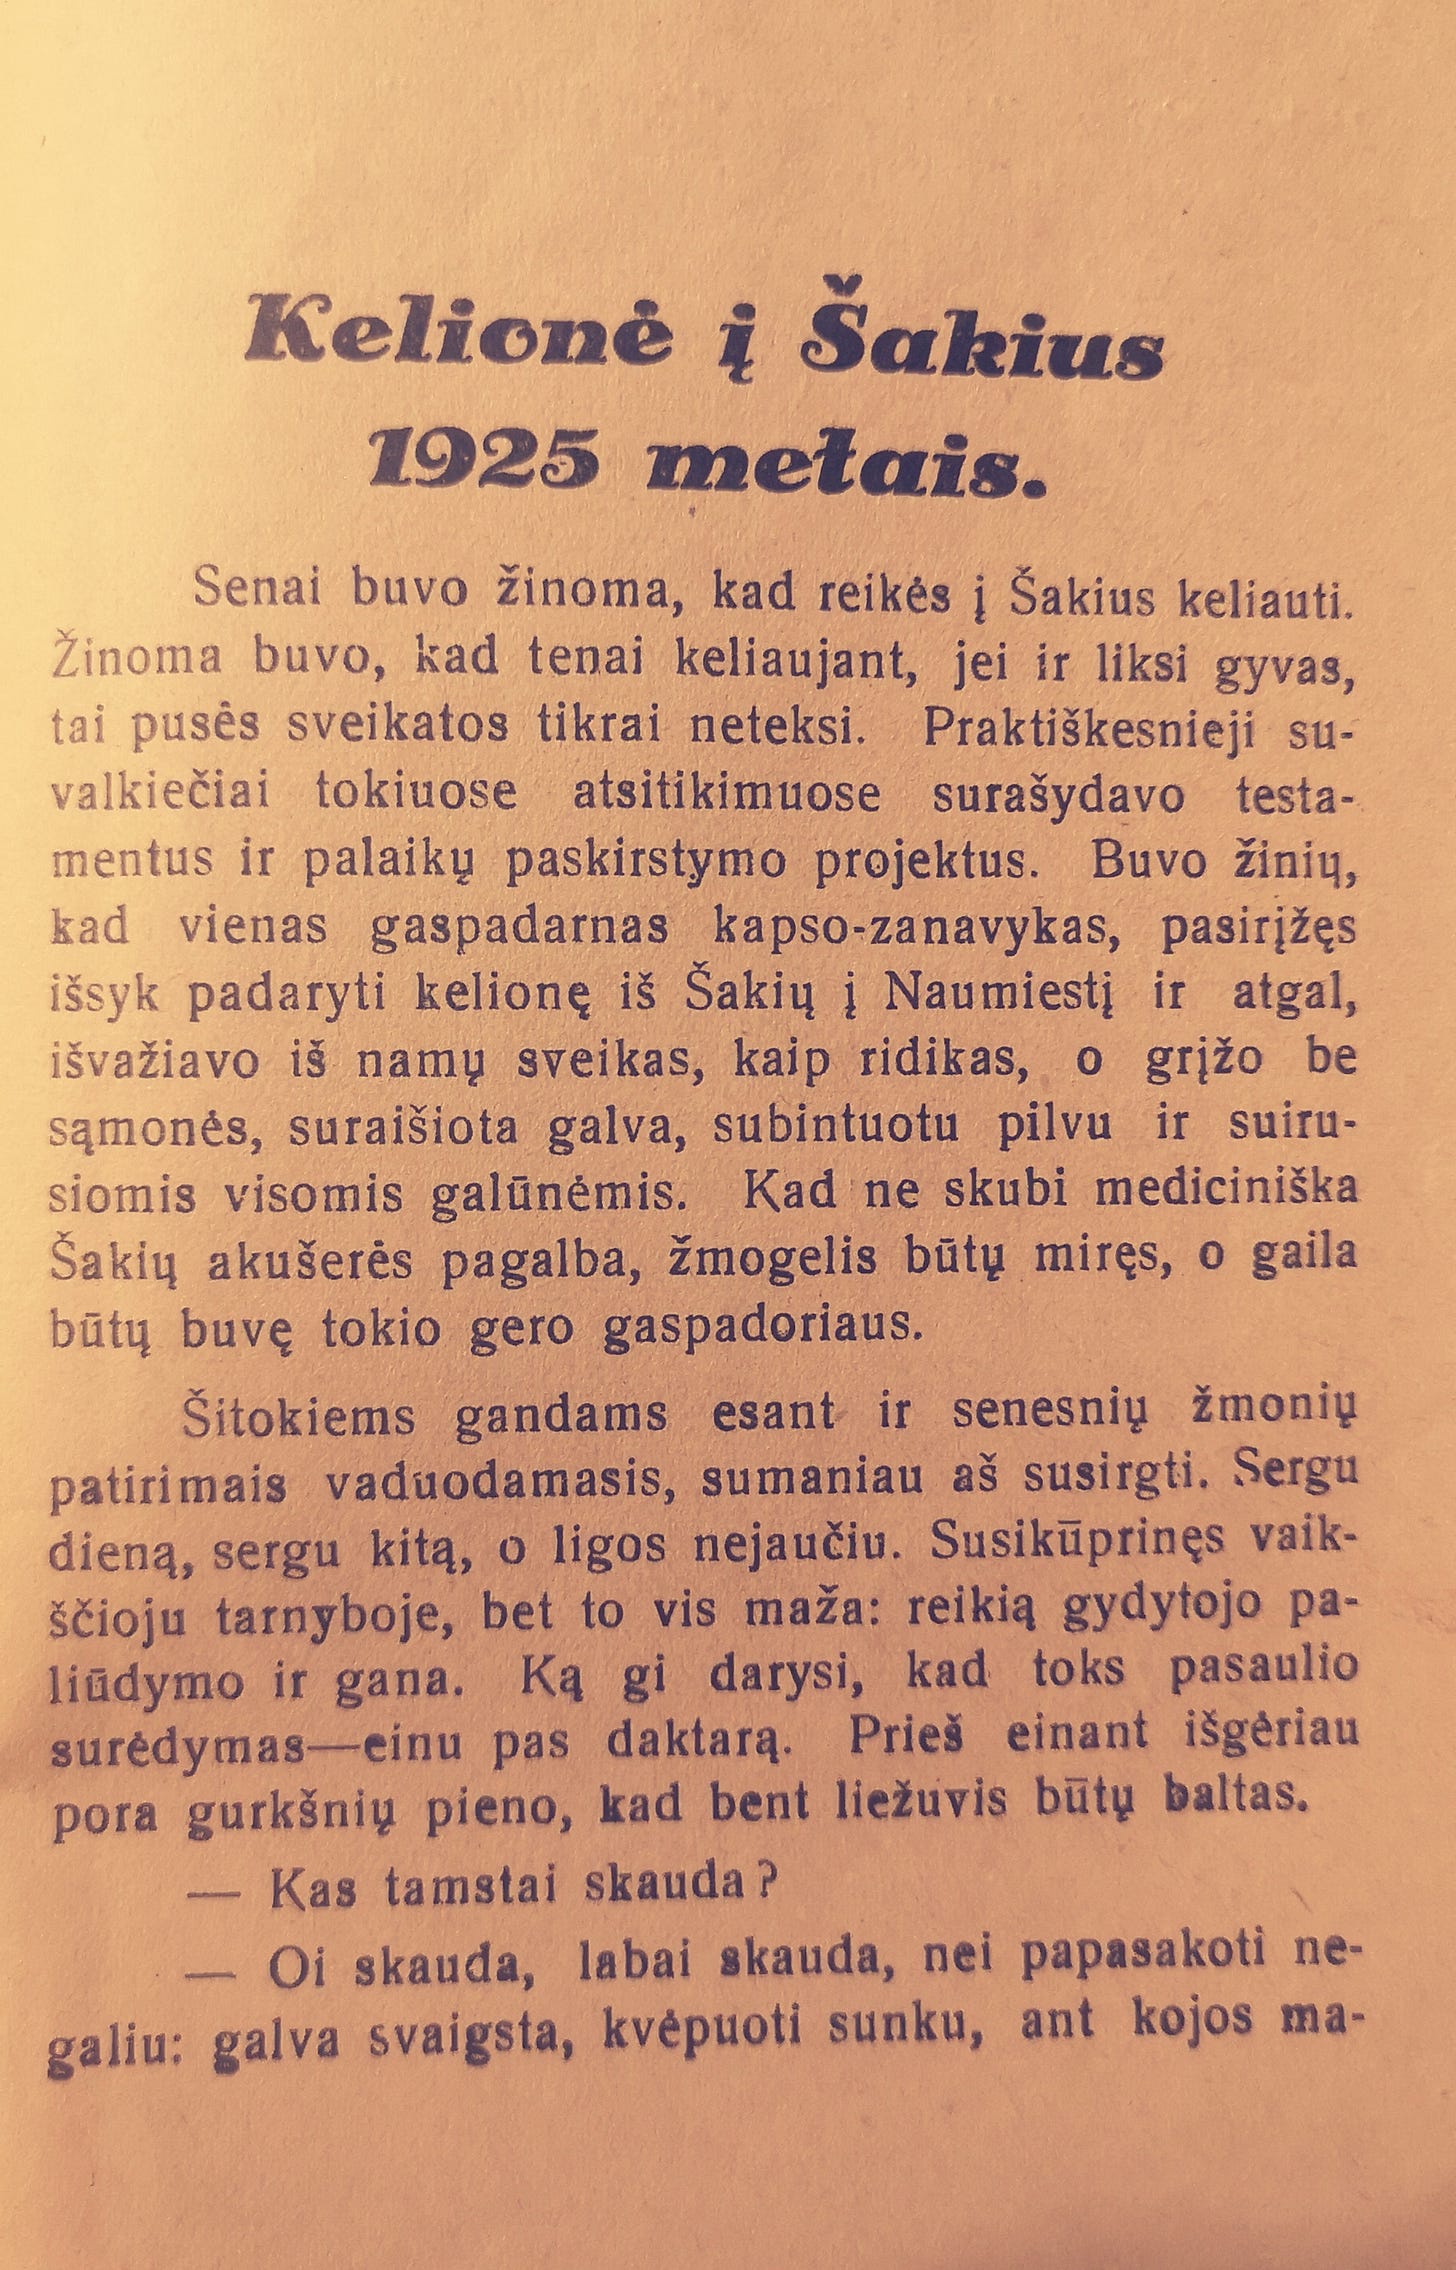 Kelionė į Šakius
1925 metais.
Senai buvo žinoma, kad reikės į Šakius keliauti.
Žinoma buvo, kad tenai keliaujant, jei ir liksi gyvas,
tai pusės sveikatos tikrai neteksi. Praktiškesnieji su-
valkiečiai tokiuose atsitikimuose surašydavo testa-
mentus ir palaikų paskirstymo projektus. Buvo žinių,
kad vienas gaspadarnas kapso-zanavykas, pasirįžęs
išsyk padaryti kelionę iš Šakių į Naumiestį ir atgal,
išvažiavo iš namų sveikas, kaip ridikas, o grįžo be
sąmonės, suraišiota galva, subintuotu pilvu ir suiru-
siomis visomis galūnėmis. Kad ne skubi mediciniška
Šakių akušerės pagalba, žmogelis būtų miręs, o gaila
būtų buvę tokio gero gaspadoriaus.
Šitokiems gandams esant ir senesnių žmonių
patirimais vaduodamasis, sumaniau aš susirgti. Sergu
dieną, sergu kitą, o ligos nejaučiu. Susikūprinęs vaik-
ščioju tarnyboje, bet to vis maža: reikią gydytojo pa-
liūdymo ir gana. Ką gi darysi, kad toks pasaulio
surėdymas—einu pas daktarą. Prieš einant išgėriau
pora gurkšnių pieno, kad bent liežuvis būtų baltas.
— Kas tamstai skauda?
— Oi skauda, labai skauda, nei papasakoti ne-
galiu: galva svaigsta, kvėpuoti sunku, ant kojos ma-